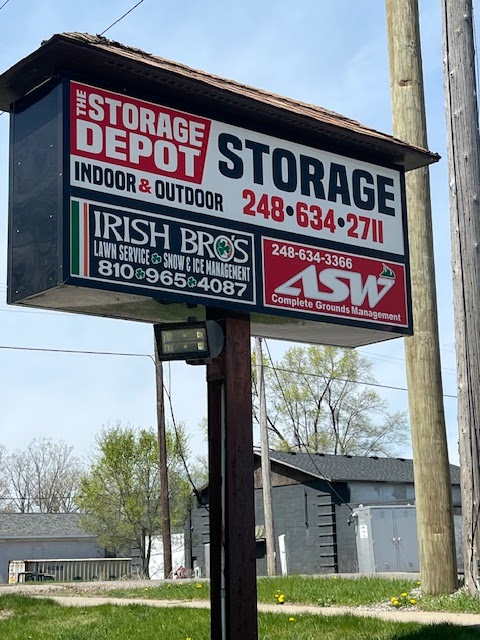 THE
STORAGE
DEPOT
INDOOR & OUTDOOR
STORAGE
248•634•2711
IRISH BRO'S
LAWN SERVICE SNOW & ICE MANAGEMENT
810 965 4087
248-634-3366
ASW
Complete Grounds Management